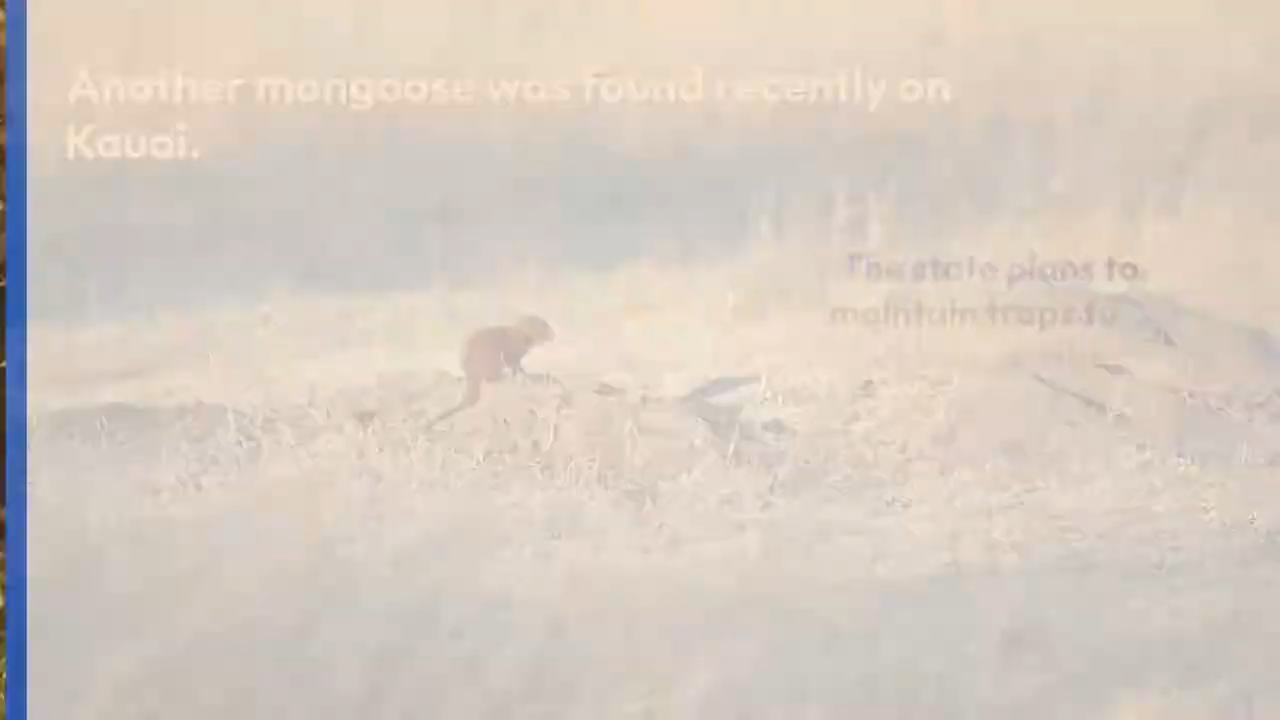 Another mongoose was found recently on
Kauai.
The state plans to
maintain traps